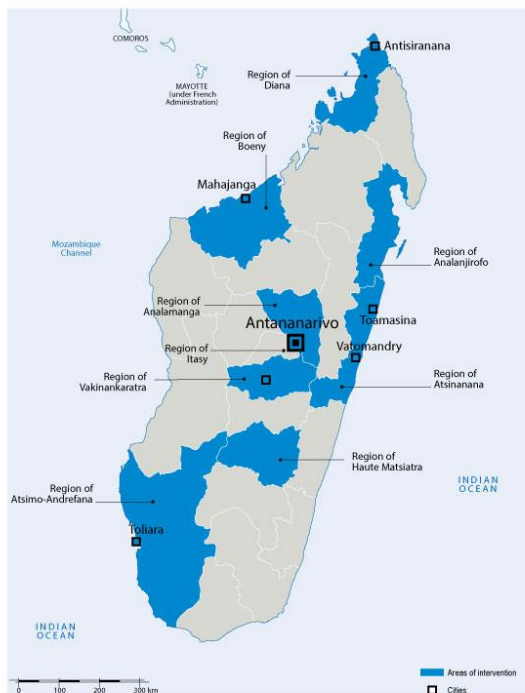 COMOROS
Antisiranana
Region of
Diana
MAYOTTE
(under French
Administration)
Region of
Boeny
Mahajanga
Mozambique
Channel
Region of
Analanjirofo
Region of
Analamanga
Toamasina
Antananarivo
Region of
Itasy
Vatomandry
Region of
Vakinankaratra
Region of
Atsinanana
Region of
Haute Matsiatra
INDIAN
OCEAN
Region of
Atsimo-Andrefana
Toliara
INDIAN
OCEAN
Areas of intervention
0 100 200 300 km
Cities